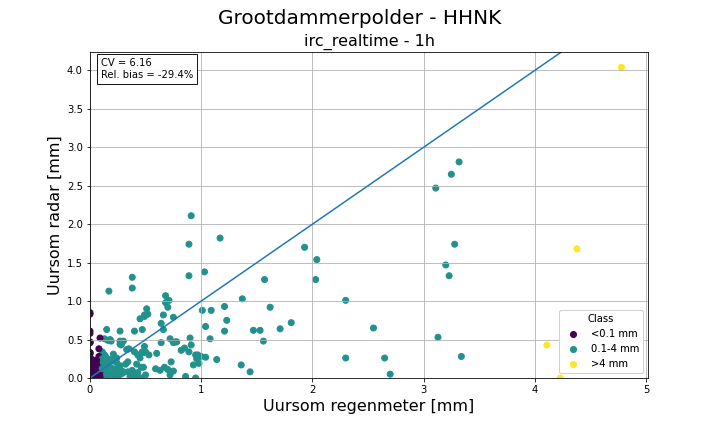 Grootdammerpolder - HHNK
irc_realtime - 1h
CV = 6.16
Rel. bias = -29.4%
Uursom radar [mm]
4.0
3.5
3.0
2.5
2.0
1.5
1.0
0.5
0.0
0 1 2 3 4 5
Uursom regenmeter [mm]
Class
<0.1 mm
0.1-4 mm
>4 mm